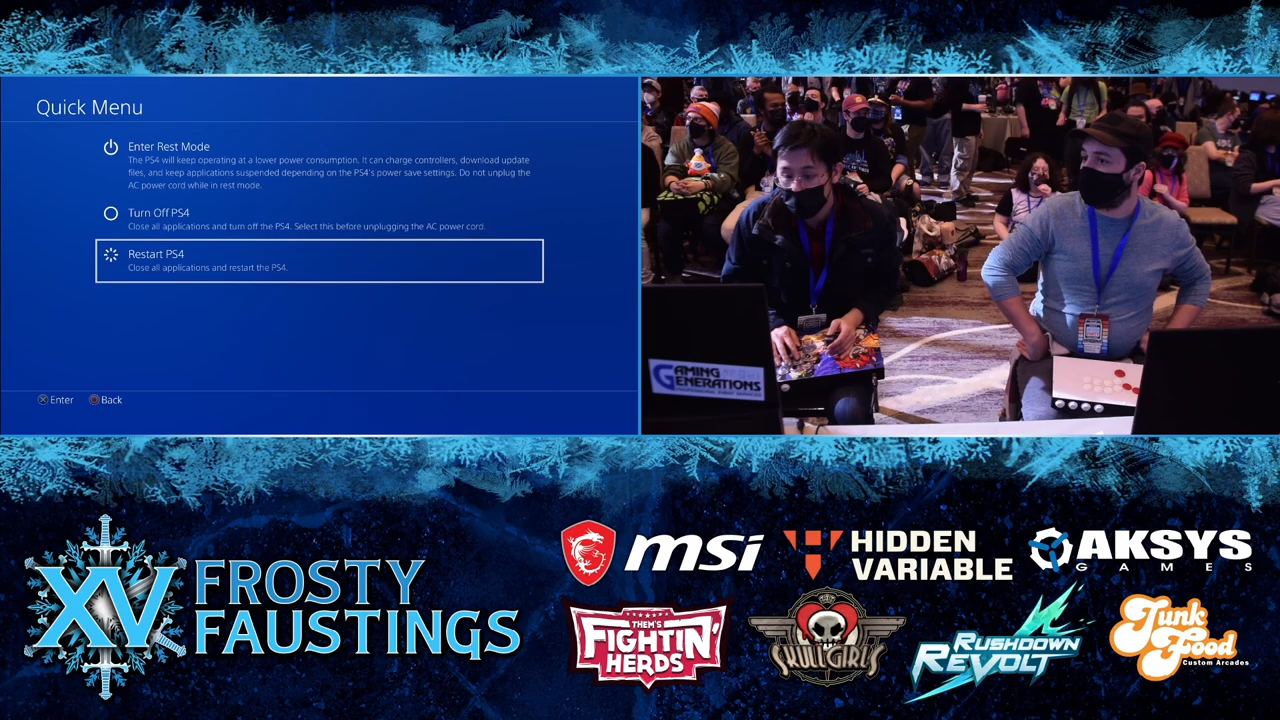 Quick Menu
Enter Rest Mode
The PS4 will keep operating at a lower power consumption. It can charge controllers, download update
files, and keep applications suspended depending on the PS4's power save settings. Do not unplug the
AC power cord while in rest mode.
Turn Off PS4
Close all applications and turn off the PS4. Select this before unplugging the AC power cord.
Restart PS4
Close all applications and restart the PS4.
Enter
Back
GAMING
GENERATIONS
XV
FROSTY
FAUSTINGS
msi
HIDDEN
VARIABLE
AKSYS
GAMES
THEM'S
FIGHTIN'
HERDS
SKULLGIRLS
RUSHDOWN
REVOLT
Junk
Food
Custom Arcades